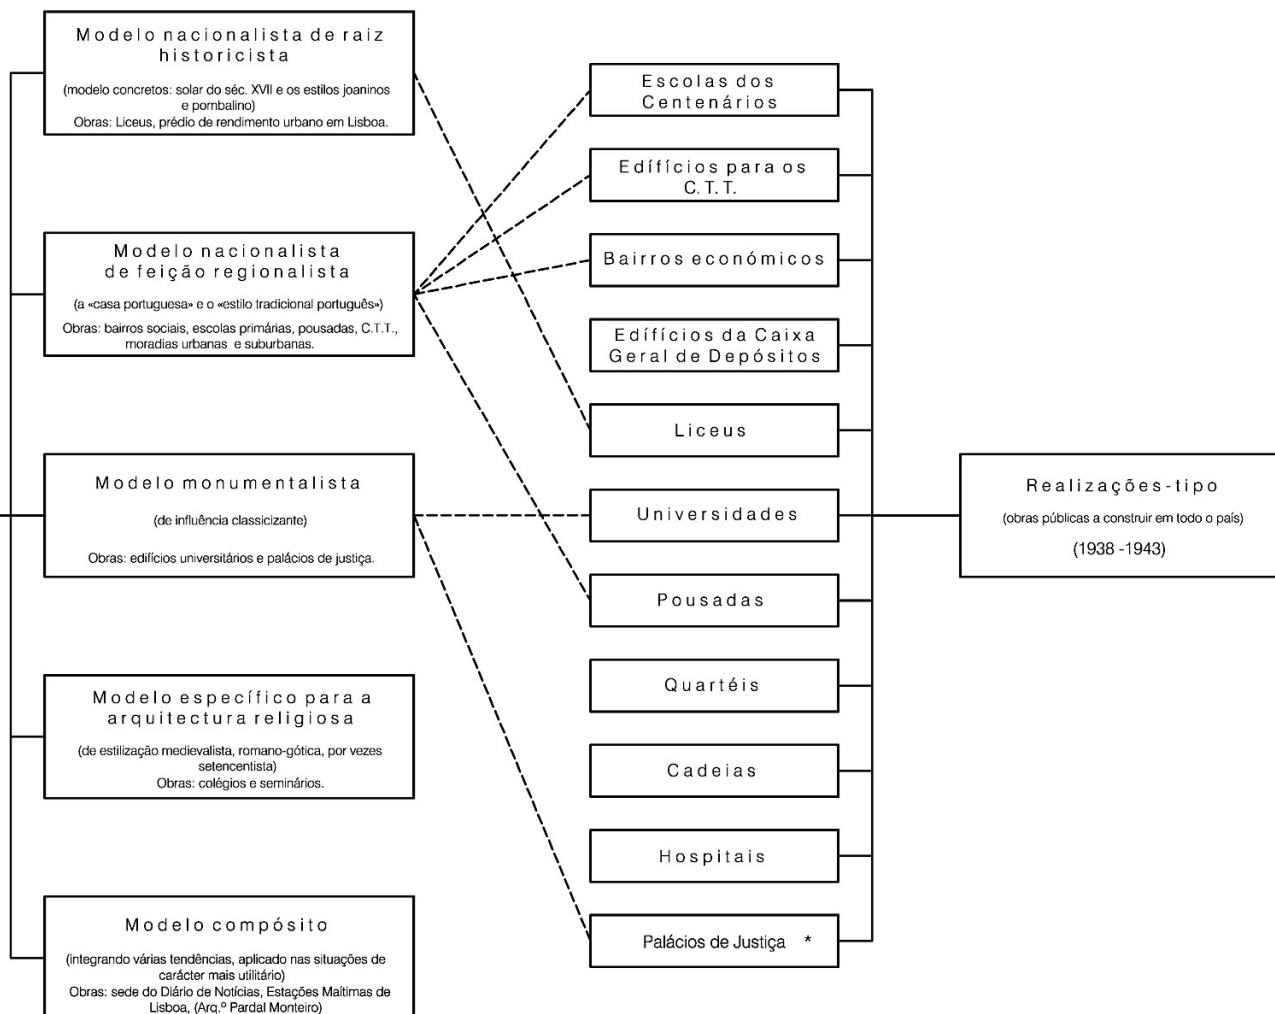 Modelo nacionalista de raiz
historicista
(modelo concretos: solar do séc. XVII e os estilos joaninos
e pombalino)
Obras: Liceus, prédio de rendimento urbano em Lisboa.
Modelo nacionalista
de feição regionalista
(a «casa portuguesa» e o «estilo tradicional português»)
Obras: bairros sociais, escolas primárias, pousadas, C.T.T.,
moradias urbanas e suburbanas.
Modelo monumentalista
(de influência classicizante)
Obras: edifícios universitários e palácios de justiça.
Modelo específico para a
arquitectura religiosa
(de estilização medievalista, romano-gótica, por vezes
setencentista)
Obras: colégios e seminários.
Modelo compósito
(integrando várias tendências, aplicado nas situações de
carácter mais utilitário)
Obras: sede do Diário de Notícias, Estações Maítimas de
Lisboa, (Arq.º Pardal Monteiro)
Escolas dos
Centenários
Edífícios para os
C. T. T.
Bairros económicos
Edíficios da Caixa
Geral de Depósitos
Liceus
Universidades
Pousadas
Quartéis
Cadeias
Hospitais
Palácios de Justiça *
Realizações-tipo
(obras públicas a construir em todo o país)
(1938 -1943)